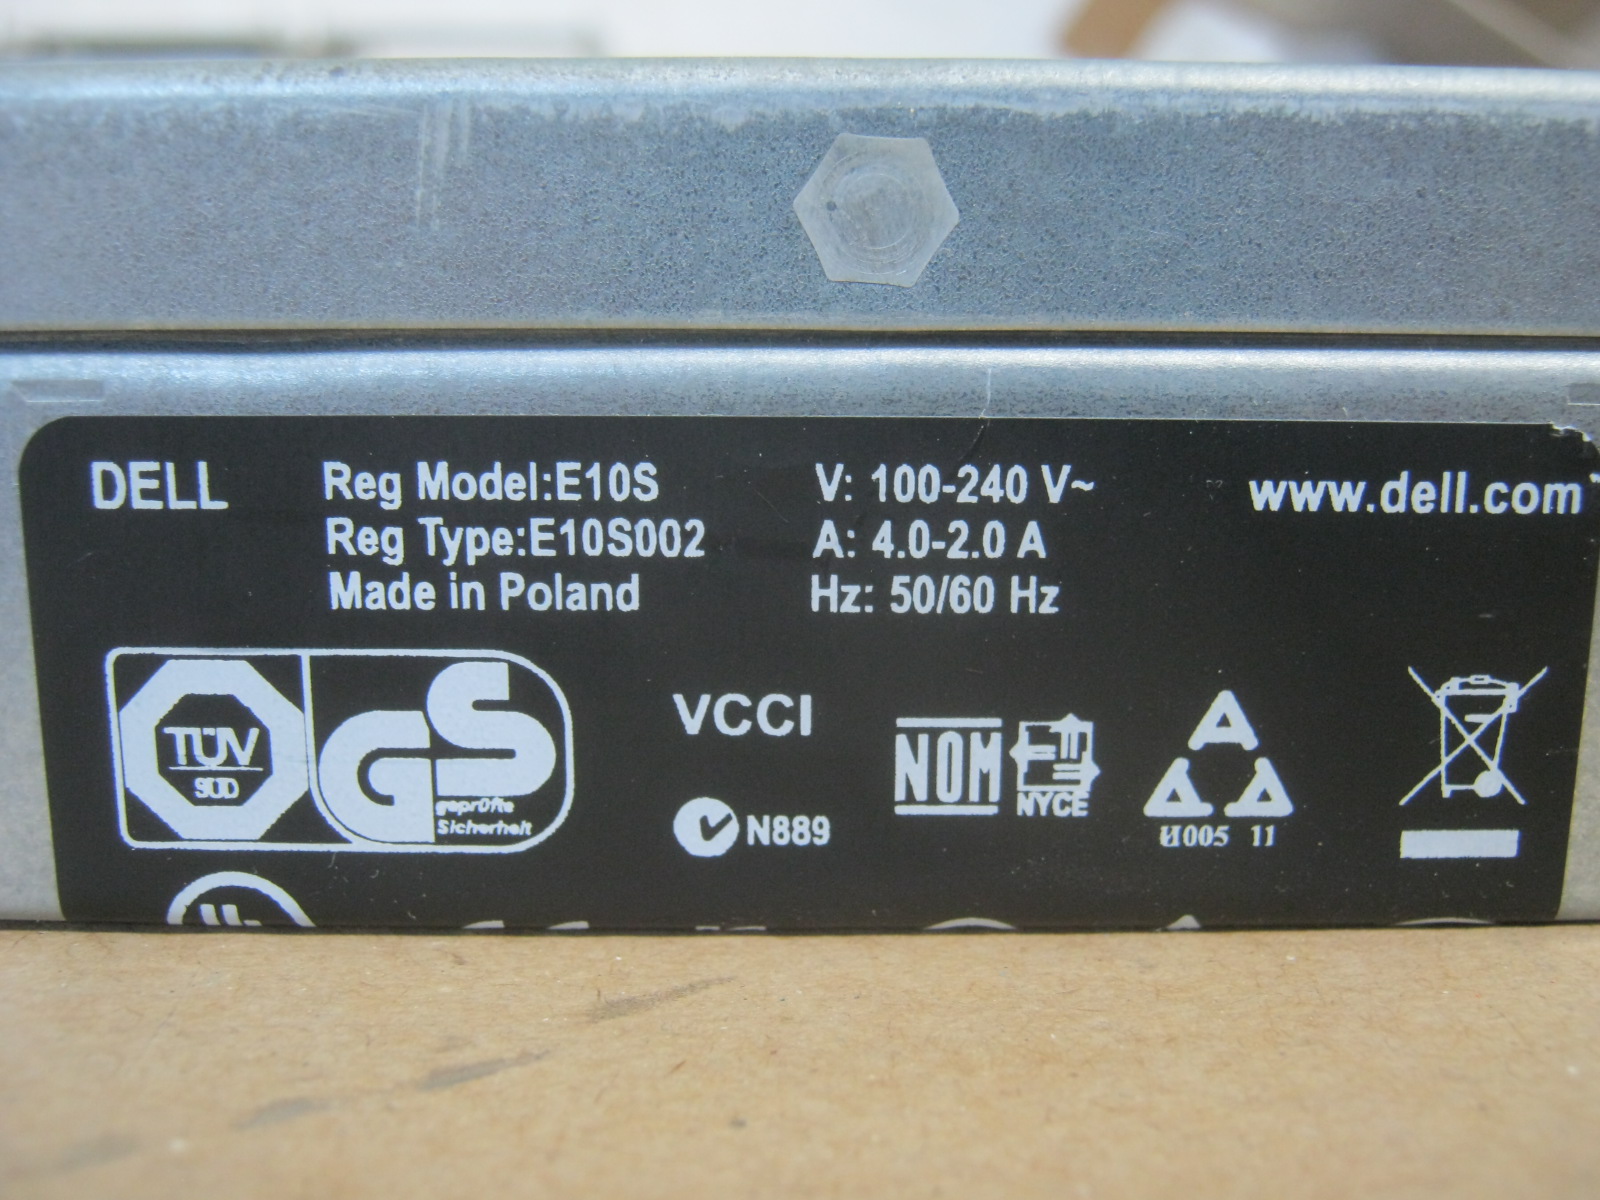 DELL
Reg Model:E10S
Reg Type:E10S002
Made in Poland
V: 100-240 V~
A: 4.0-2.0 A
Hz: 50/60 Hz
www.dell.com
TÜV
SÜD
GS
geprüfte
Sicherheit
VCCI
N889
NOM
NYCE
1005 11